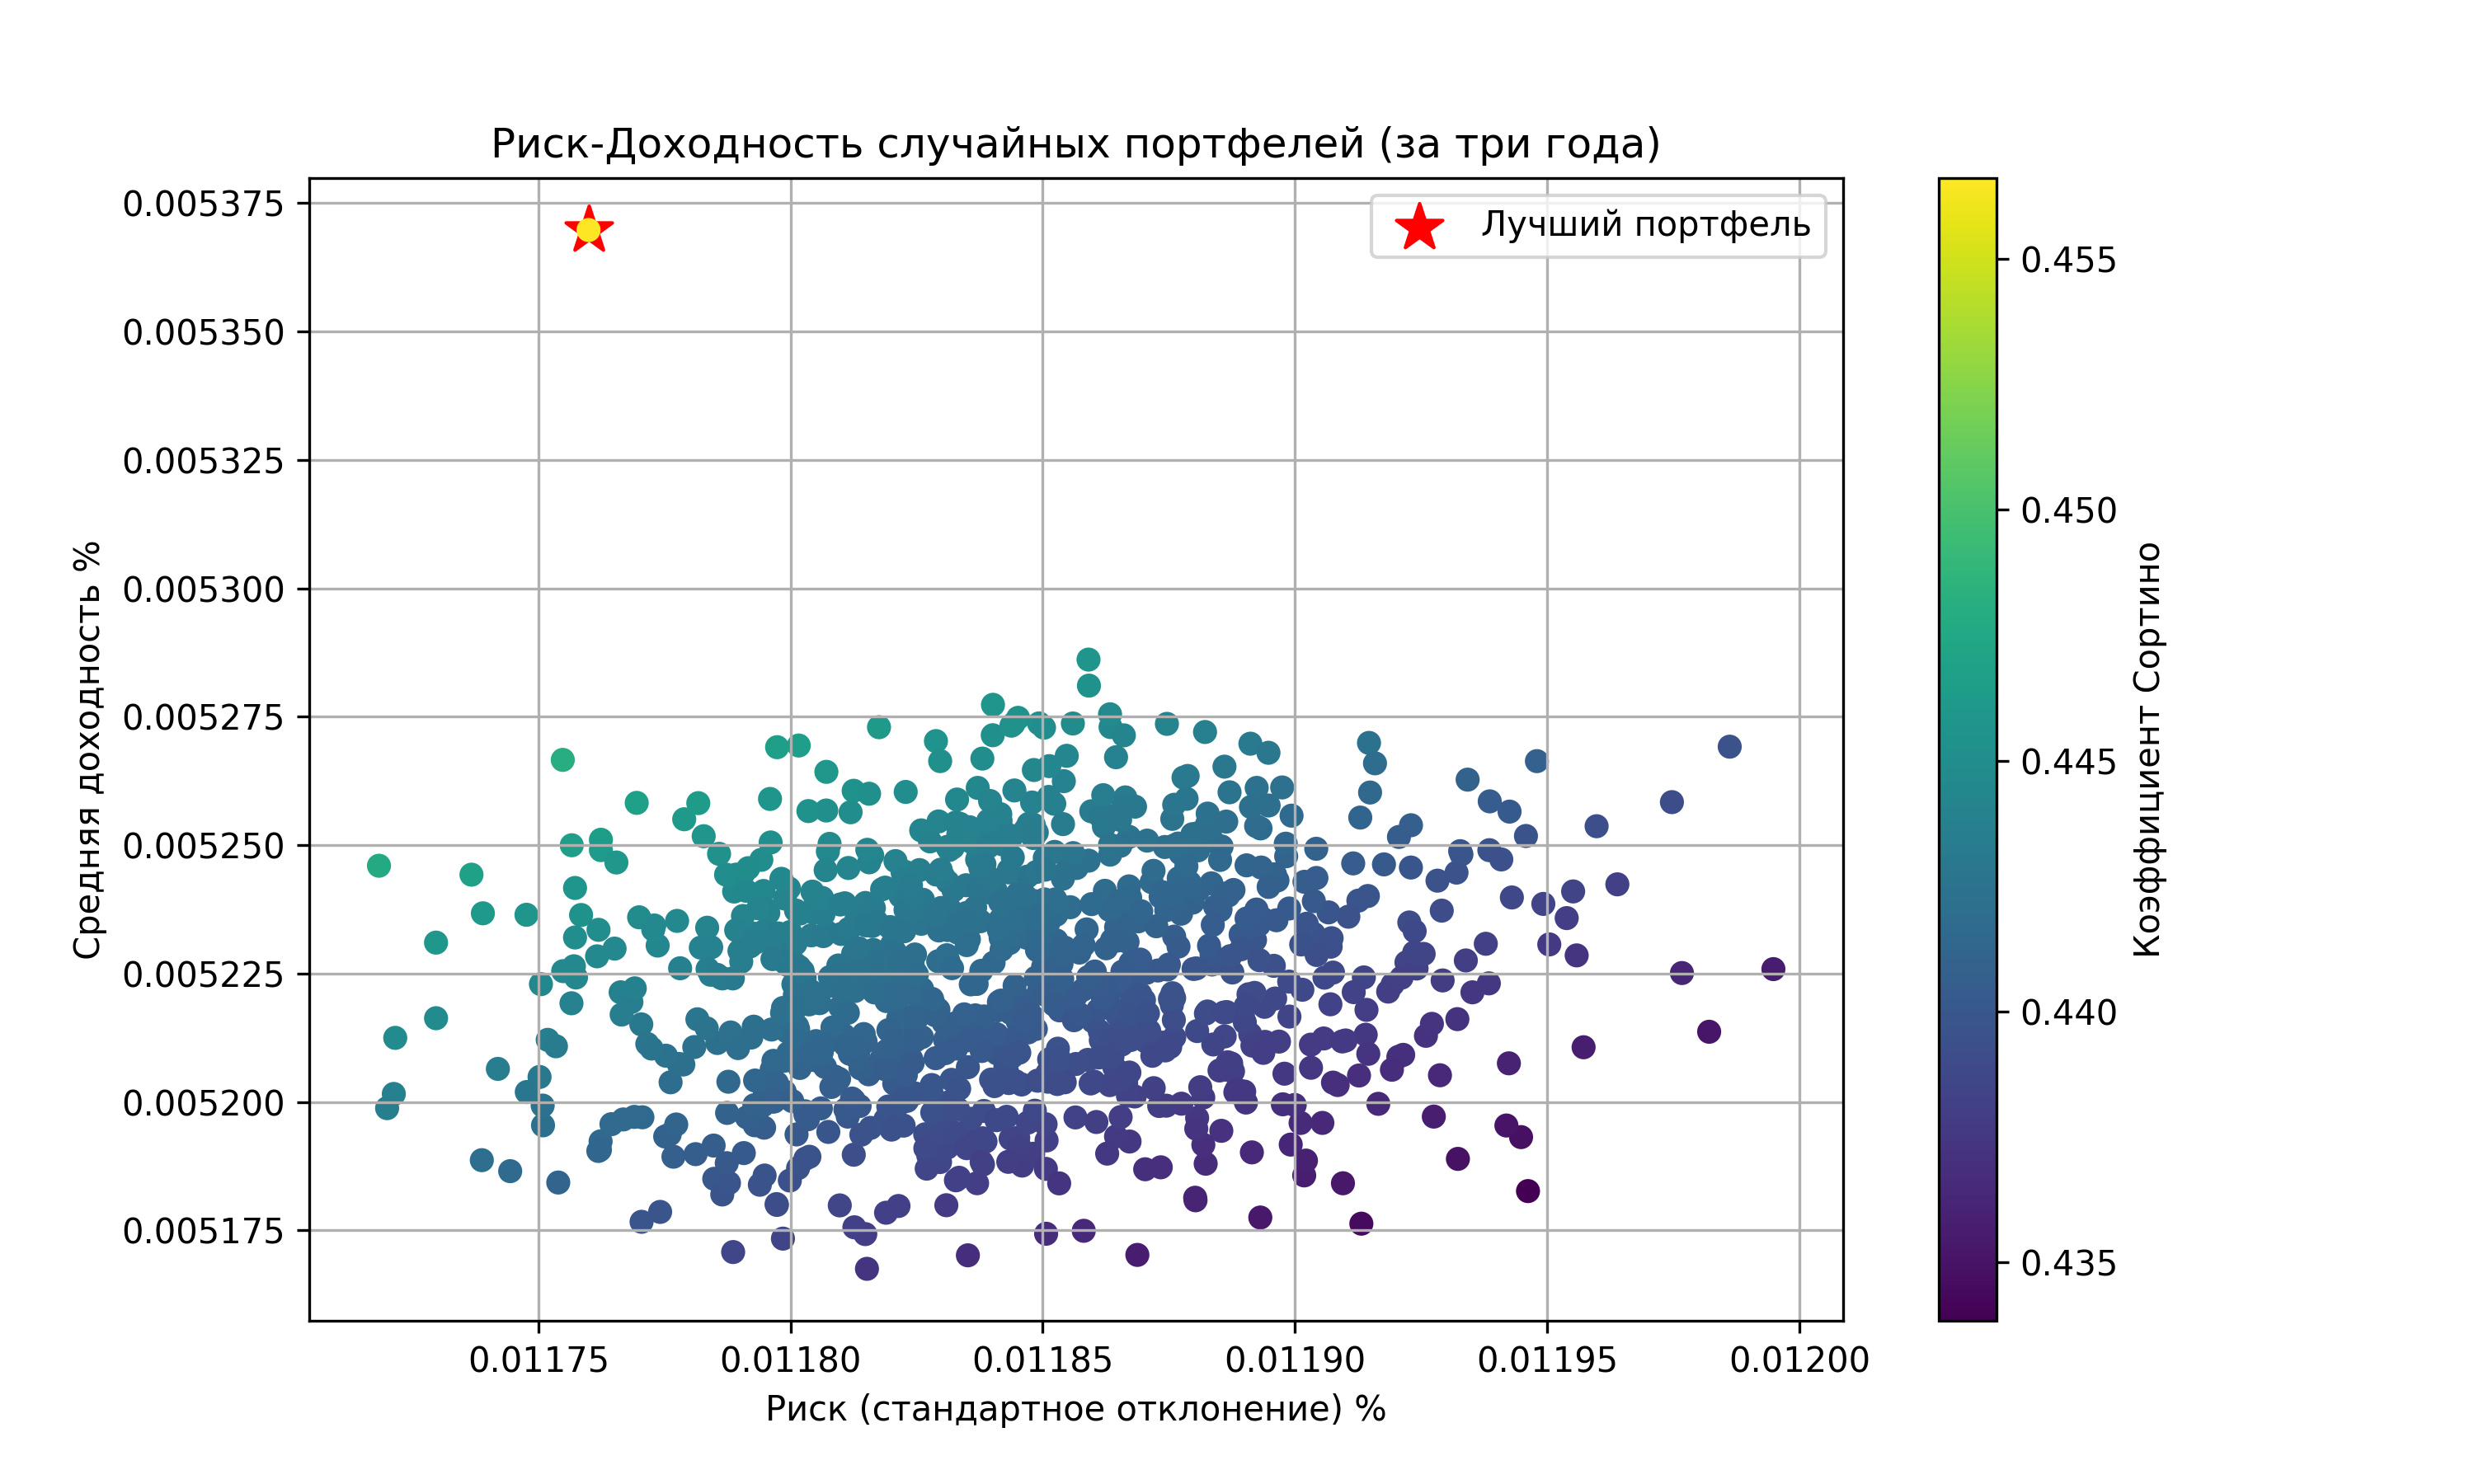 Риск-Доходность случайных портфелей (за три года)
Лучший портфель
Средняя доходность %
0.005375
0.005350
0.005325
0.005300
0.005275
0.005250
0.005225
0.005200
0.005175
0.01175 0.01180 0.01185 0.01190 0.01195 0.01200
Риск (стандартное отклонение) %
0.455
0.450
0.445
0.440
0.435
Коэффициент Сортино